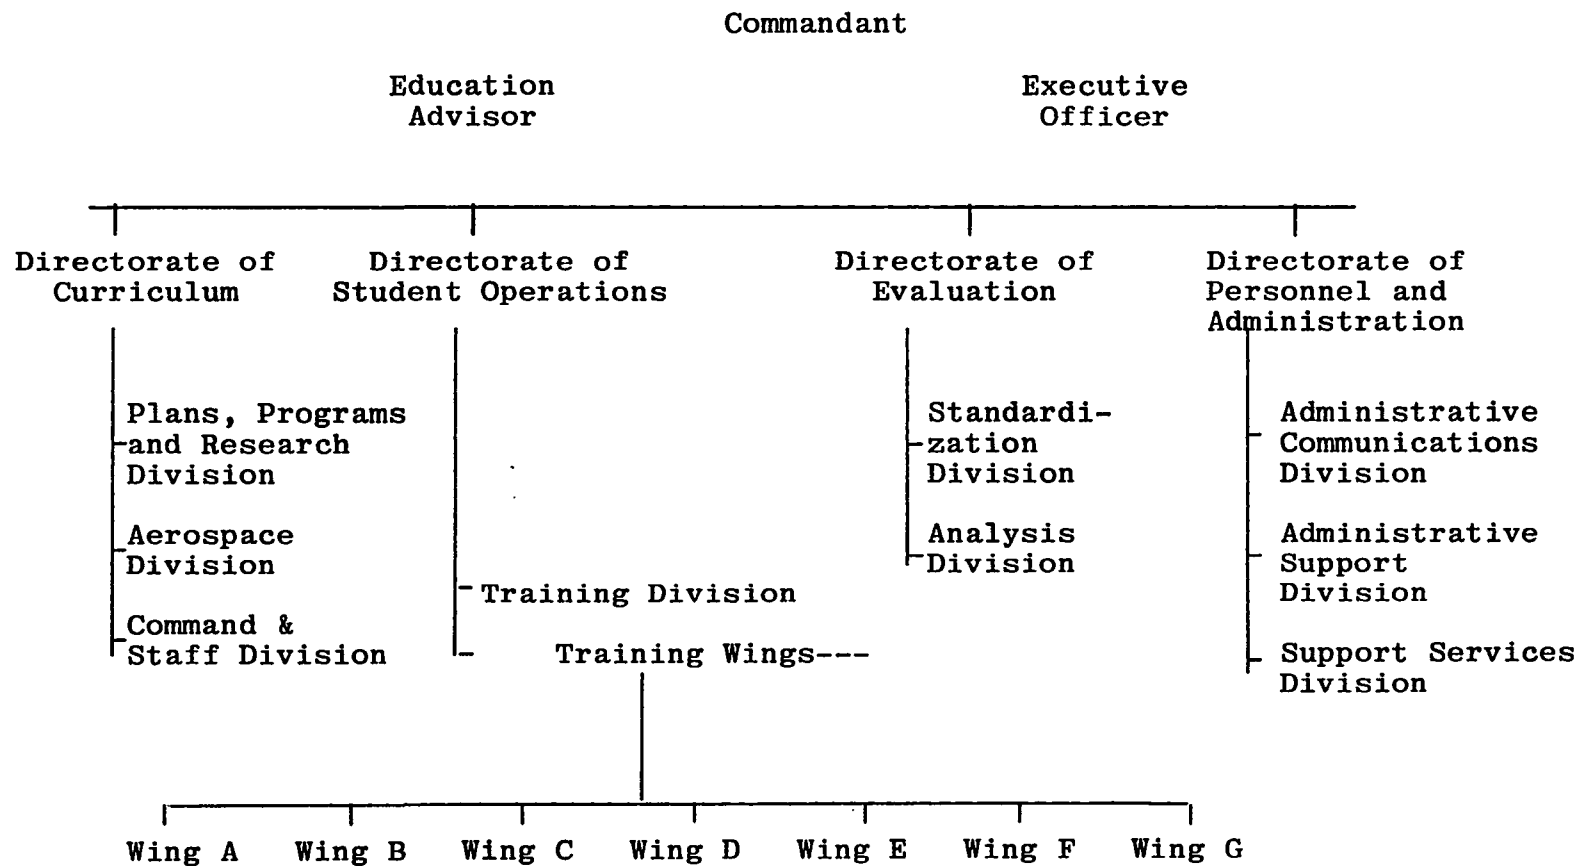 Commandant
Education
Advisor
Executive
Officer
Directorate of
Curriculum
Directorate of
Student Operations
Directorate of
Evaluation
Directorate of
Personnel and
Administration
Plans, Programs
and Research
Division
Aerospace
Division
Command &
Staff Division
Training Division
Training Wings---
Standardi-
zation
Division
Analysis
Division
Administrative
Communications
Division
Administrative
Support
Division
Support Services
Division
Wing A
Wing B
Wing C
Wing D
Wing E
Wing F
Wing G